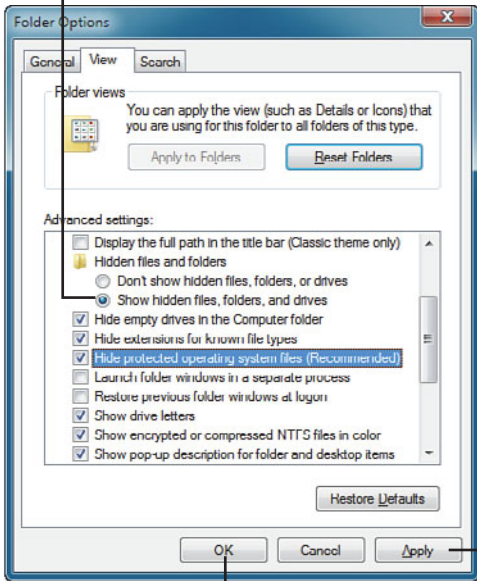 Folder Options
General View Search
Folder views
You can apply the view (such as Details or Icons) that
you are using for this folder to all folders of this type.
Apply to Folders Reset Folders
Advanced settings:
Display the full path in the title bar (Classic theme only)
Hidden files and folders
Don't show hidden files, folders, or drives
Show hidden files, folders, and drives
Hide empty drives in the Computer folder
Hide extensions for known file types
Hide protected operating system files (Recommended)
Launch folder windows in a separate process
Restore previous folder windows at logon
Show drive letters
Show encrypted or compressed NTFS files in color
Show pop-up description for folder and desktop items
Restore Defaults
OK Cancel Apply